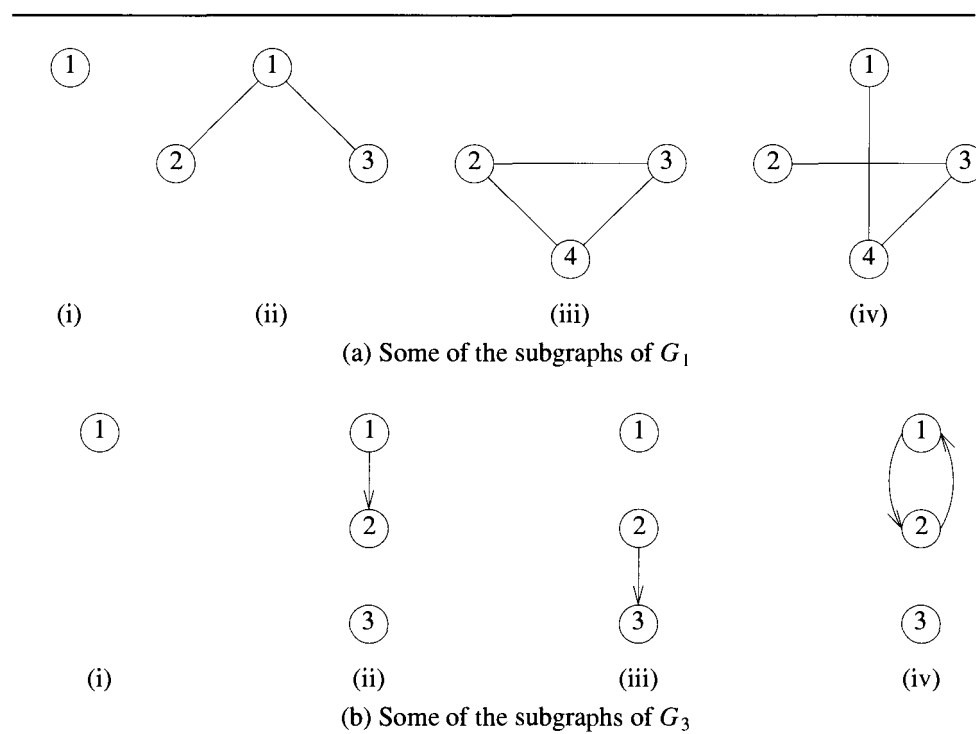 1 1 1
2 3 2 3 2 3
4 4
(i) (ii) (iii) (iv)
(a) Some of the subgraphs of G1
1 1 1 1
2 2 2
3 3 3
(i) (ii) (iii) (iv)
(b) Some of the subgraphs of G3